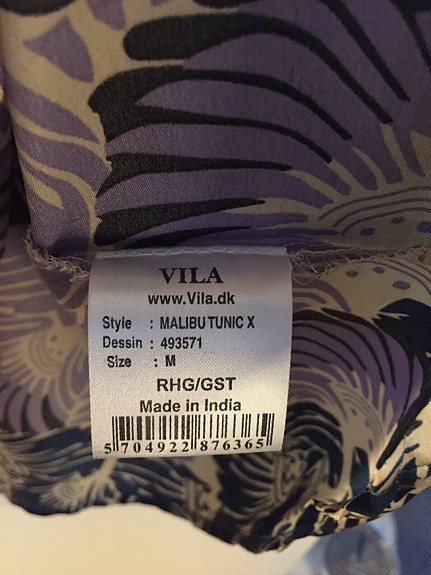 VILA
www.Vila.dk
Style : MALIBU TUNIC X
Dessin : 493571
Size : M
RHG/GST
Made in India
5 704922 876365